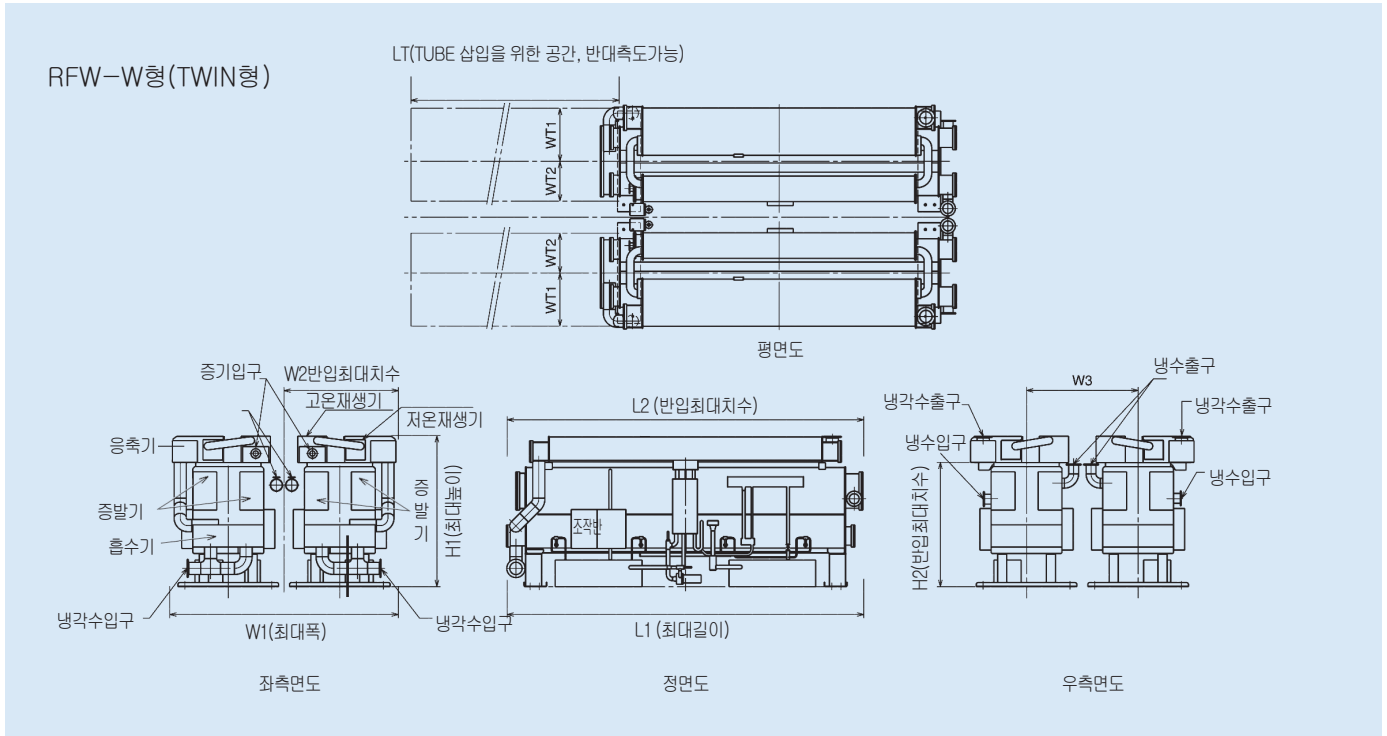 LT(TUBE 삽입을 위한 공간, 반대측도가능)
RFW-W형(TWIN형)
WT1
WT2
WT2
WT1
평면도
증기입구
W2반입최대치수
고온재생기
저온재생기
응축기
증발기
흡수기
증발기
H1(최대높이)
냉각수입구
W1(최대폭)
냉각수입구
좌측면도
L2 (반입최대치수)
조작반
L1 (최대길이)
정면도
냉수출구
W3
냉각수출구
냉각수출구
냉수입구
냉수입구
H2(반입최대치수)
우측면도